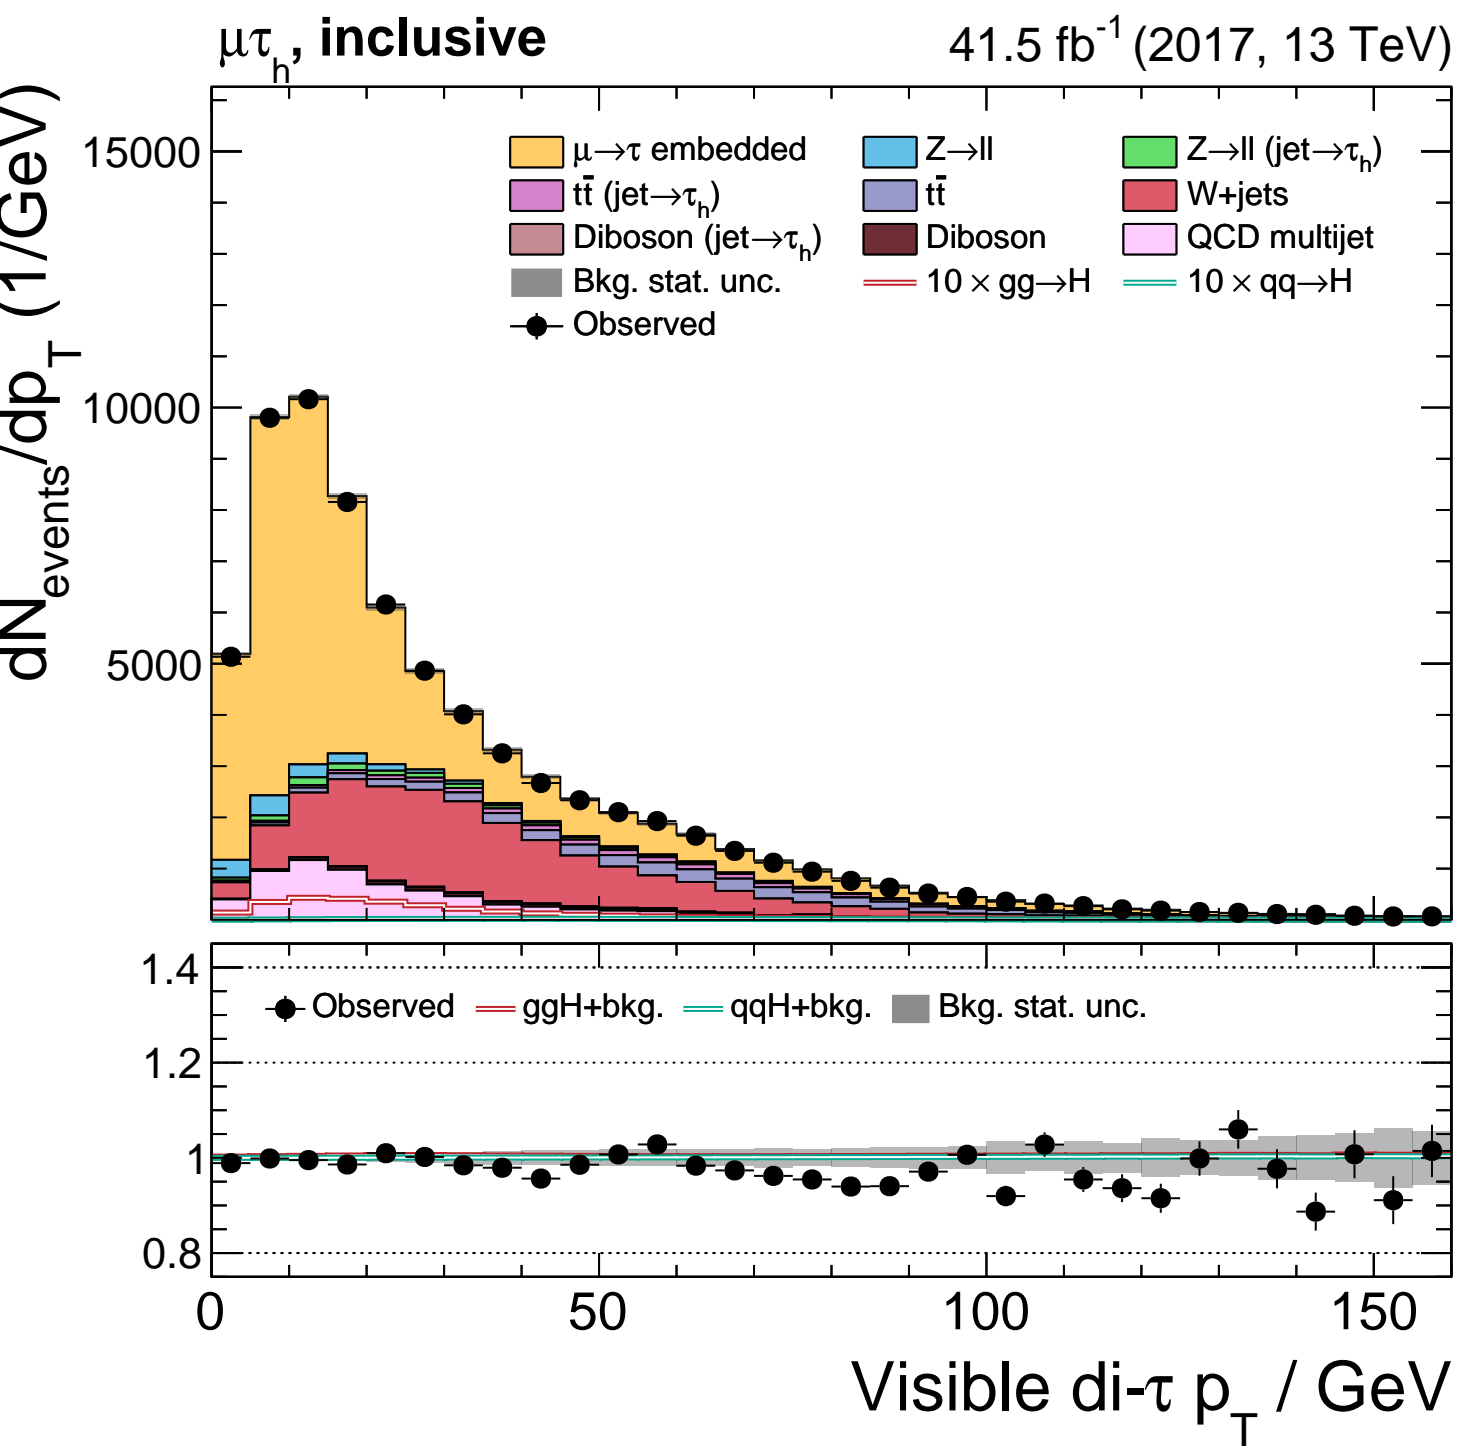 μτh, inclusive 41.5 fb-1 (2017, 13 TeV)
dNevents/dpT (1/GeV)
15000
10000
5000
μ→τ embedded Z→ll Z→ll (jet→τh)
tt̄ (jet→τh) tt̄ W+jets
Diboson (jet→τh) Diboson QCD multijet
Bkg. stat. unc. 10 × gg→H 10 × qq→H
Observed
1.4
1.2
1
0.8
Observed ggH+bkg. qqH+bkg. Bkg. stat. unc.
0 50 100 150
Visible di-τ pT / GeV